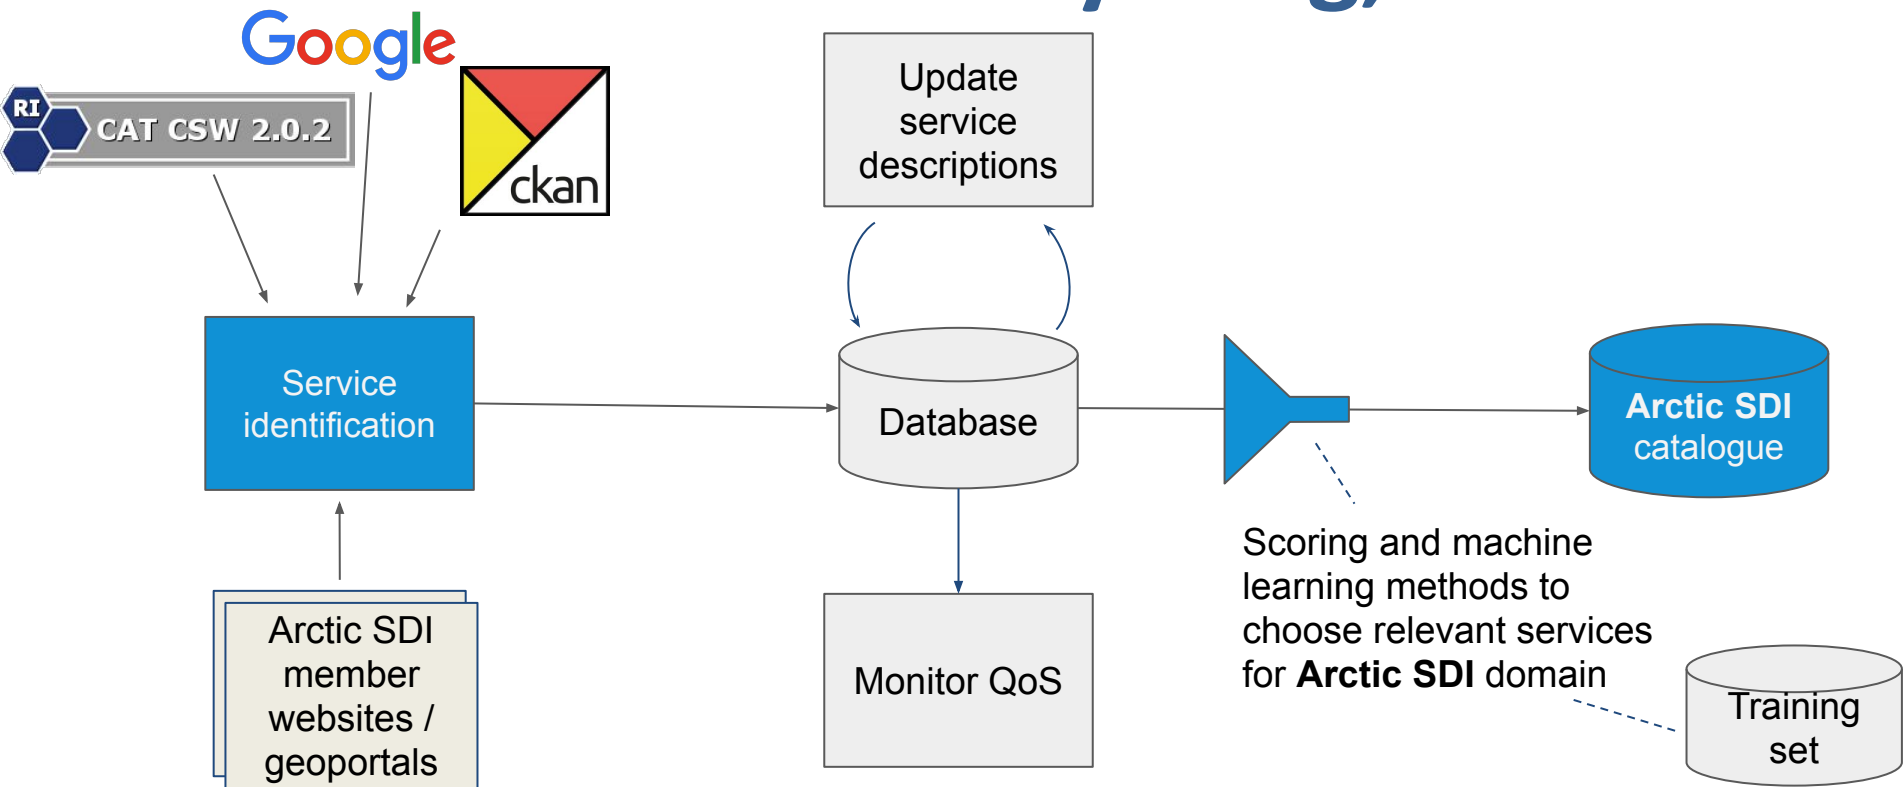 Google
RI
CAT CSW 2.0.2
ckan
Update
service
descriptions
Service
identification
Database
Arctic SDI
catalogue
Arctic SDI
member
websites /
geoportals
Monitor QoS
Scoring and machine
learning methods to
choose relevant services
for Arctic SDI domain
Training
set